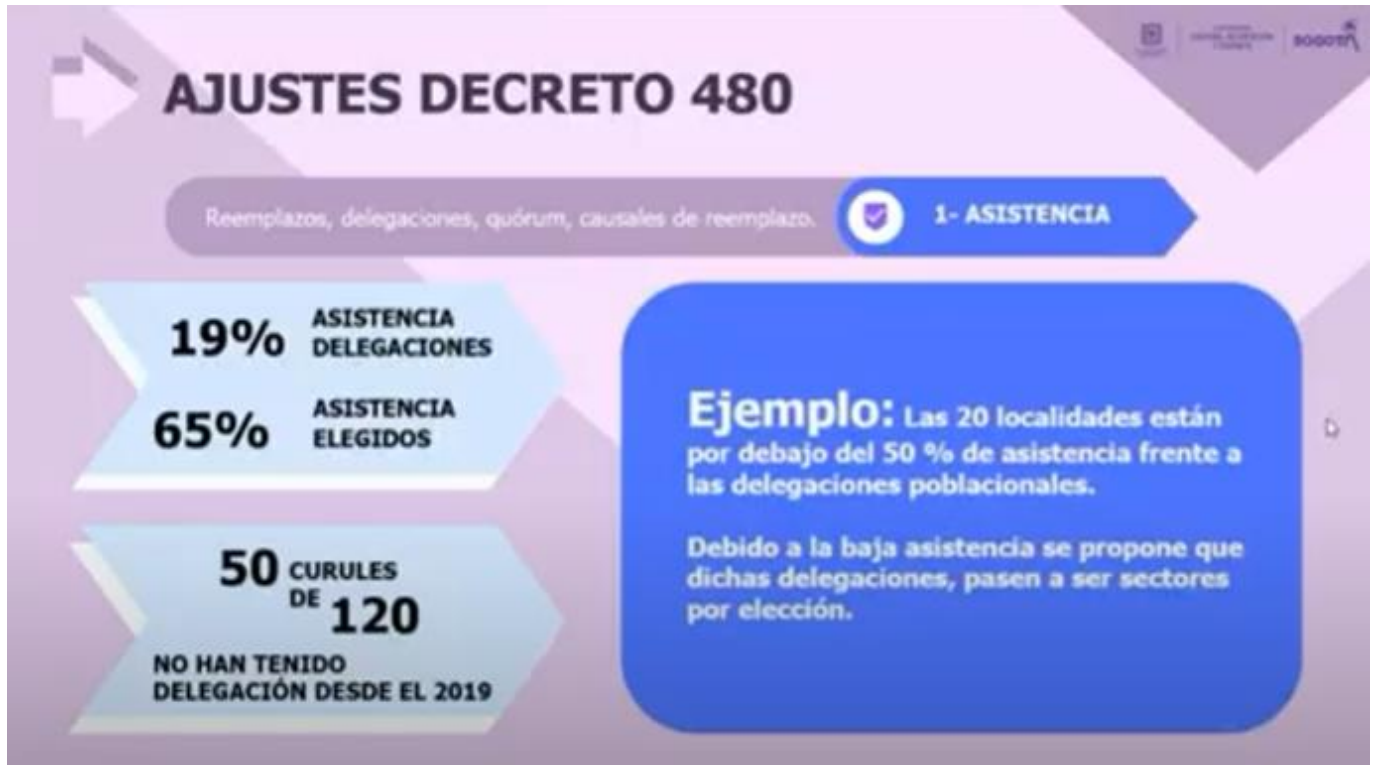 BOGOTÁ
AJUSTES DECRETO 480
Reemplazos, delegaciones, quórum, causales de reemplazo.
1- ASISTENCIA
19% ASISTENCIA
DELEGACIONES
65% ASISTENCIA
ELEGIDOS
50 CURULES
DE 120
NO HAN TENIDO
DELEGACIÓN DESDE EL 2019
Ejemplo: Las 20 localidades están
por debajo del 50 % de asistencia frente a
las delegaciones poblacionales.
Debido a la baja asistencia se propone que
dichas delegaciones, pasen a ser sectores
por elección.